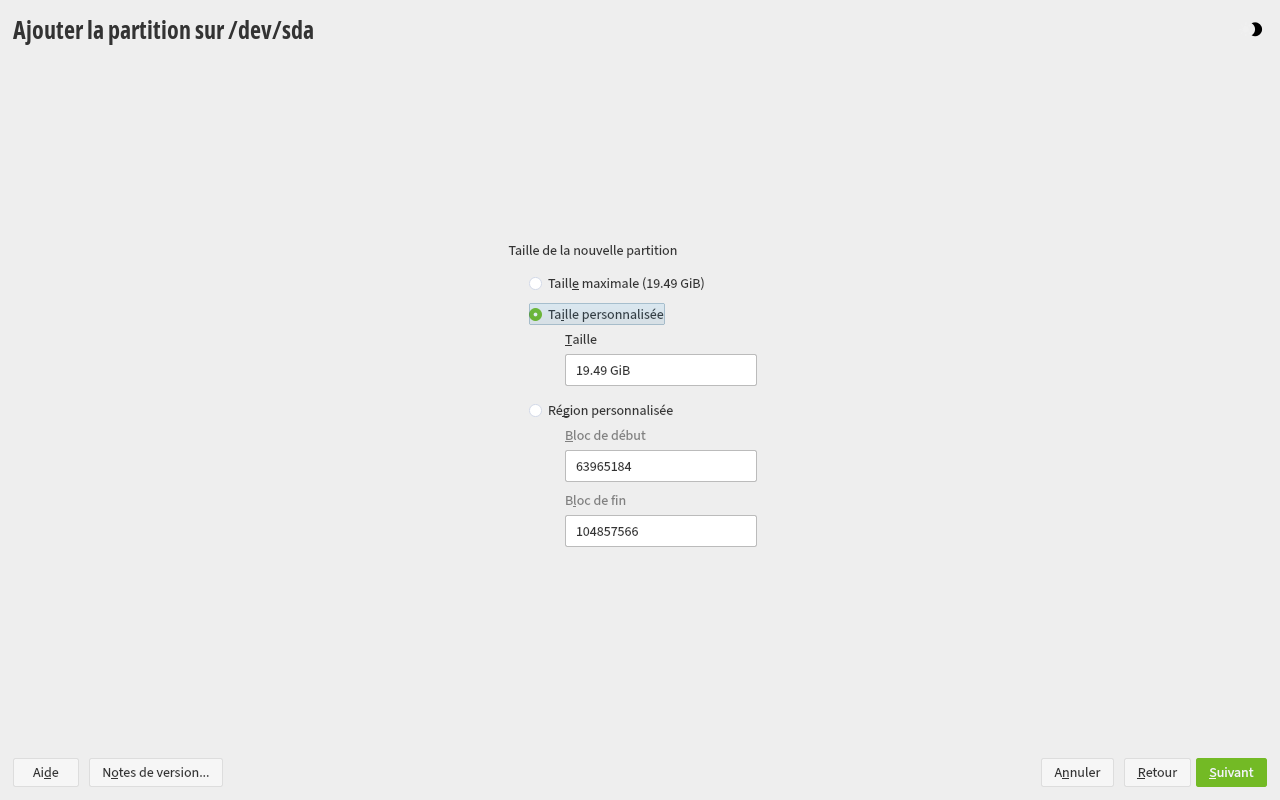 Ajouter la partition sur /dev/sda
Taille de la nouvelle partition
Taille maximale (19.49 GiB)
Taille personnalisée
Taille
19.49 GiB
Région personnalisée
Bloc de début
63965184
Bloc de fin
104857566
Aide Notes de version... Annuler Retour Suivant